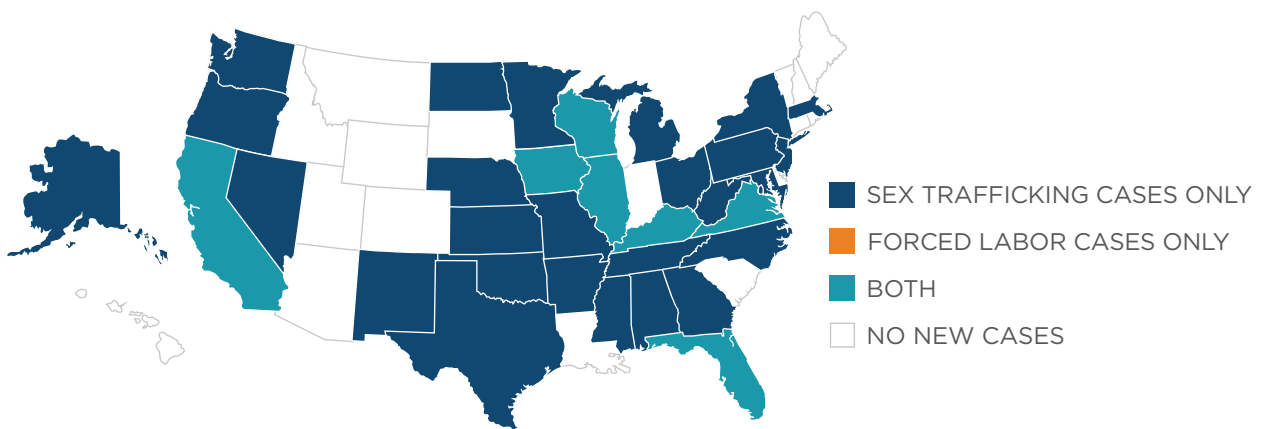 SEX TRAFFICKING CASES ONLY
FORCED LABOR CASES ONLY
BOTH
NO NEW CASES